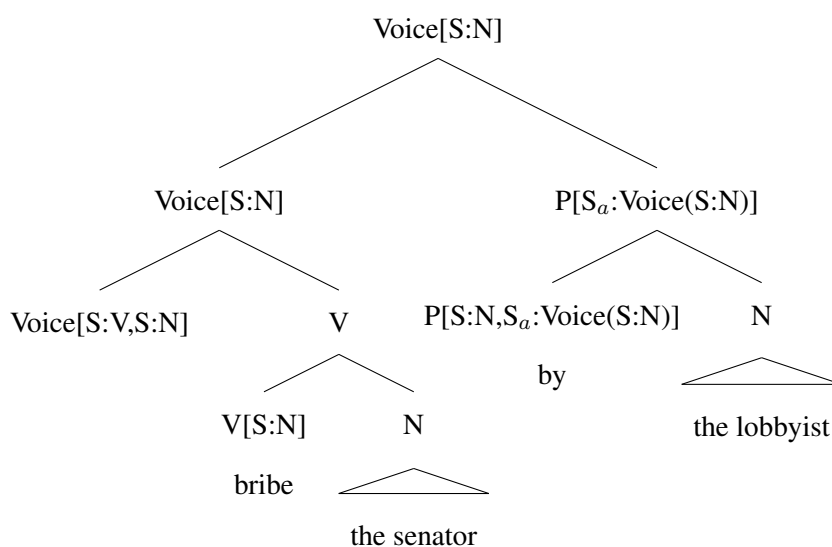 Voice[S:N]
Voice[S:N] P[Sₐ:Voice(S:N)]
Voice[S:V,S:N] V P[S:N,Sₐ:Voice(S:N)] N
by
V[S:N] N the lobbyist
bribe
the senator